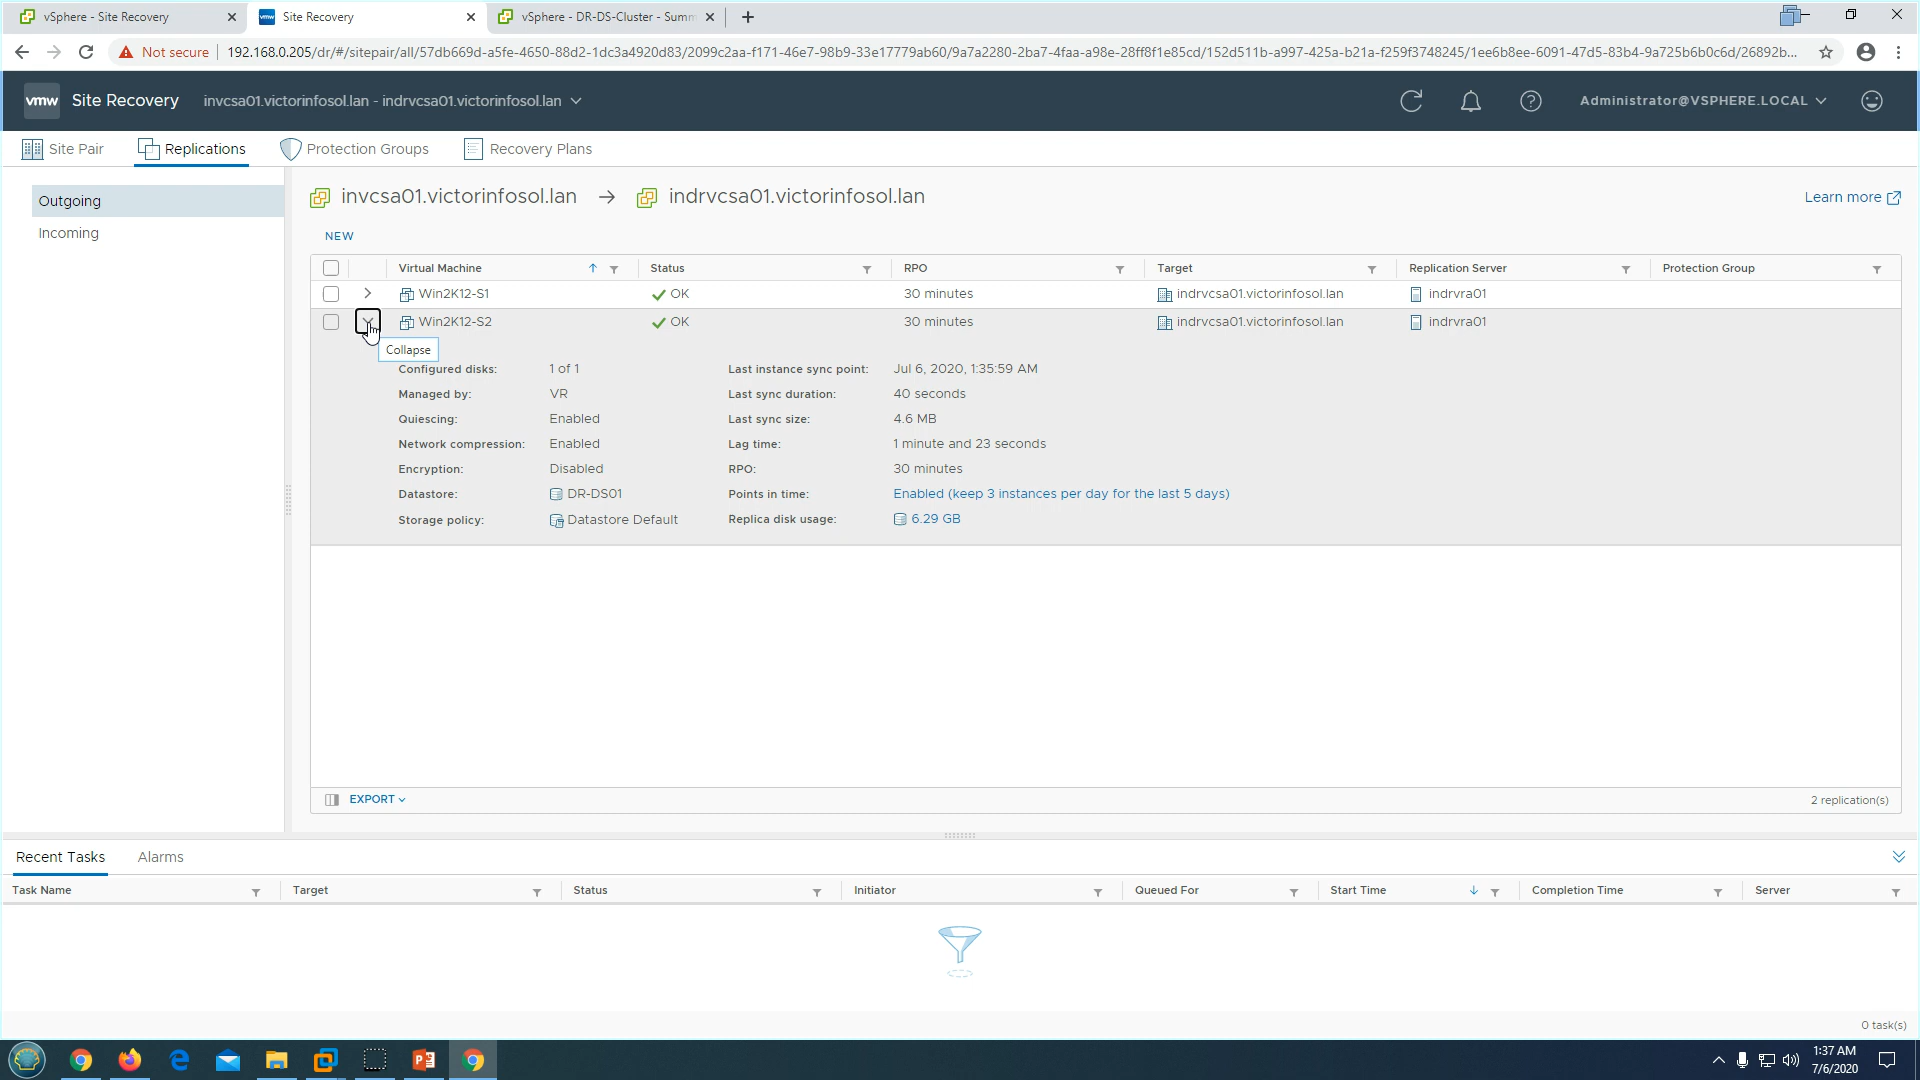 vSphere - Site Recovery
Site Recovery
vSphere - DR-DS-Cluster - Summ
Not secure
192.168.0.205/dr/#/sitepair/all/57db669d-a5fe-4650-88d2-1dc3a4920d83/2099c2aa-f171-46e7-98b9-33e17779ab60/9a7a2280-2ba7-4faa-a98e-28ff8f1e85cd/152d511b-a997-425a-b21a-f259f3748245/1ee6b8ee-6091-47d5-83b4-9a725b6b0c6d/26892b...
vmw Site Recovery invcsa01.victorinfosol.lan - indrvcsa01.victorinfosol.lan
Administrator@VSPHERE.LOCAL
Site Pair Replications Protection Groups Recovery Plans
Outgoing
Incoming
invcsa01.victorinfosol.lan → indrvcsa01.victorinfosol.lan
Learn more
NEW
Virtual Machine Status RPO Target Replication Server Protection Group
Win2K12-S1 OK 30 minutes indrvcsa01.victorinfosol.lan indrvra01
Win2K12-S2 OK 30 minutes indrvcsa01.victorinfosol.lan indrvra01
Collapse
Configured disks: 1 of 1 Last instance sync point: Jul 6, 2020, 1:35:59 AM
Managed by: VR Last sync duration: 40 seconds
Quiescing: Enabled Last sync size: 4.6 MB
Network compression: Enabled Lag time: 1 minute and 23 seconds
Encryption: Disabled RPO: 30 minutes
Datastore: DR-DS01 Points in time: Enabled (keep 3 instances per day for the last 5 days)
Storage policy: Datastore Default Replica disk usage: 6.29 GB
EXPORT
2 replication(s)
Recent Tasks Alarms
Task Name Target Status Initiator Queued For Start Time Completion Time Server
0 task(s)
1:37 AM
7/6/2020